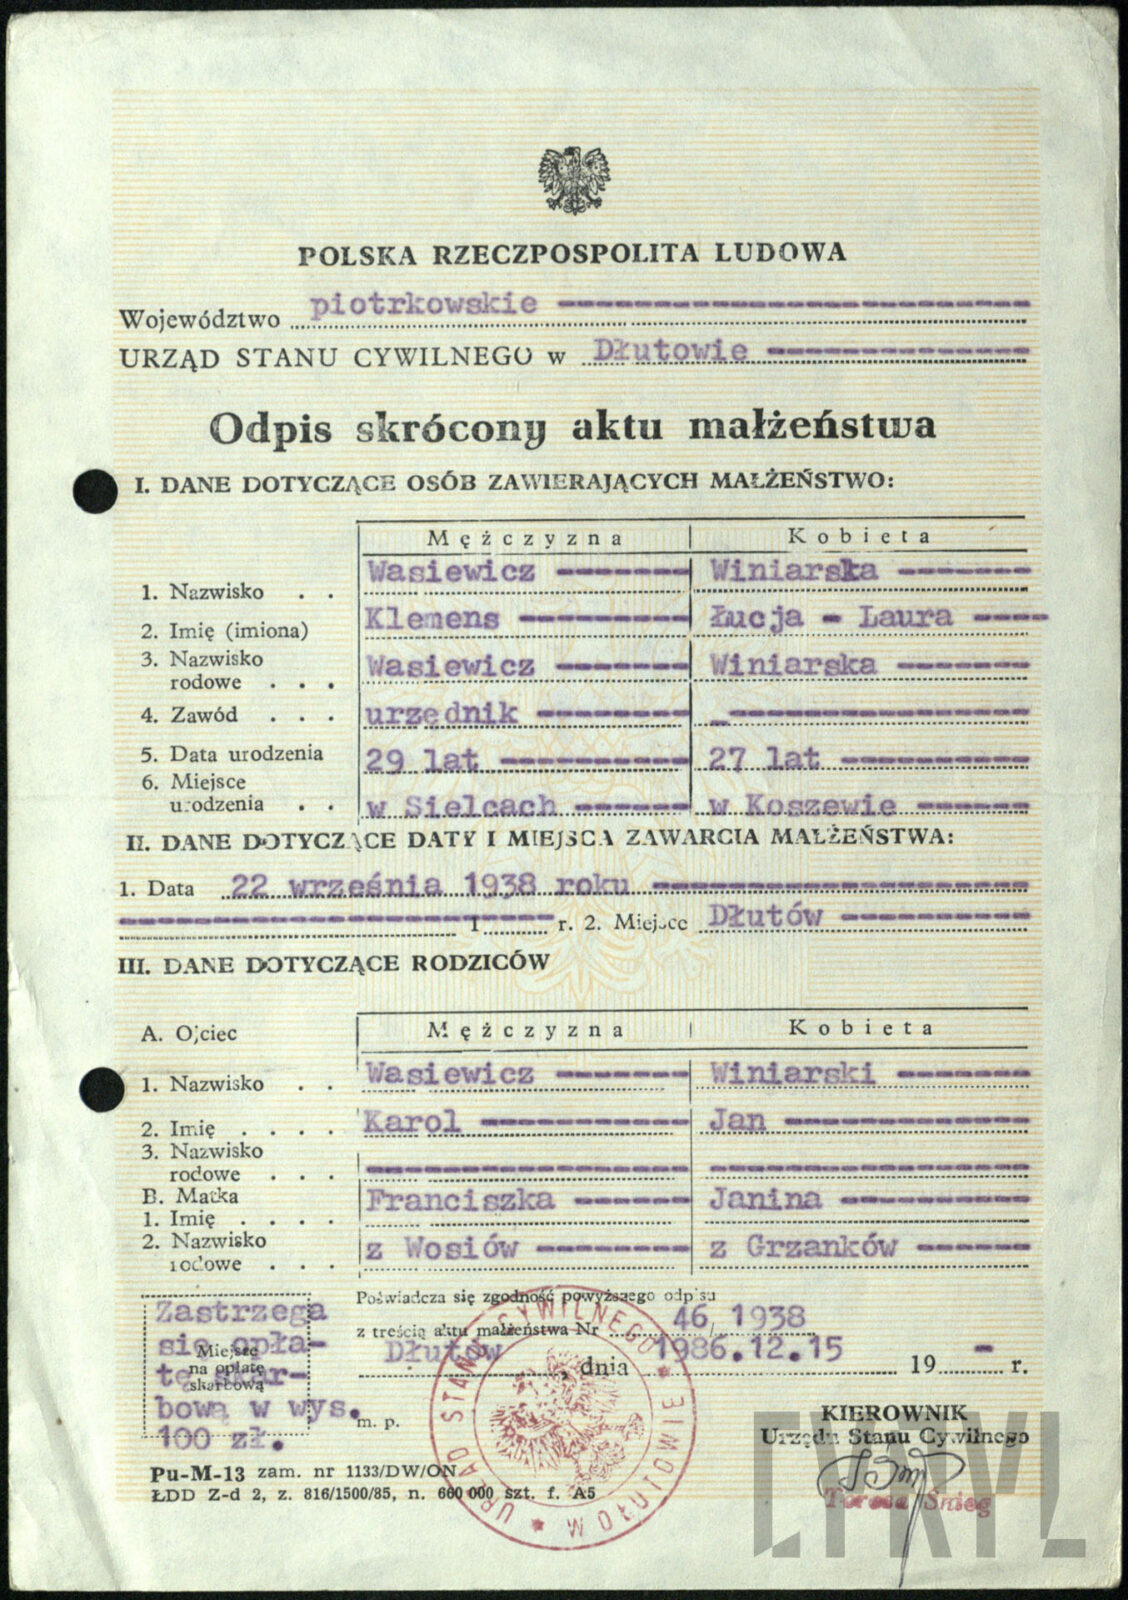 POLSKA RZECZPOSPOLITA LUDOWA
Województwo piotrkowskie
URZĄD STANU CYWILNEGO w Dłutowie
Odpis skrócony aktu małżeństwa
I. DANE DOTYCZĄCE OSÓB ZAWIERAJĄCYCH MAŁŻEŃSTWO:
Mężczyzna Kobieta
1. Nazwisko . . Wasiewicz Winiarska
2. Imię (imiona) Klemens Łucja - Laura
3. Nazwisko
rodowe . . . Wasiewicz Winiarska
4. Zawód . . . urzędnik -
5. Data urodzenia 29 lat 27 lat
6. Miejsce
urodzenia . . w Sielcach w Koszewie
II. DANE DOTYCZĄCE DATY I MIEJSCA ZAWARCIA MAŁŻEŃSTWA:
1. Data 22 września 1938 roku
1 r. 2. Miejsce Dłutów
III. DANE DOTYCZĄCE RODZICÓW
A. Ojciec Mężczyzna Kobieta
1. Nazwisko . . Wasiewicz Winiarski
2. Imię . . . . Karol Jan
3. Nazwisko
rodowe . . .
B. Matka
1. Imię . . . . Franciszka Janina
2. Nazwisko
rodowe . . . z Wosiów z Grzanków
Poświadcza się zgodność powyższego odpisu
z treścią aktu małżeństwa Nr 46, 1938
Dłutów, dnia 1986.12.15 19 - r.
Zastrzega
się opła-
tę skar-
bową w wys.
100 zł.
Miejsce
na opłatę
skarbową
m. p.
URZĄD STANU CYWILNEGO * W DŁUTOWIE *
KIEROWNIK
Urzędu Stanu Cywilnego
Teresa Śnieg
Pu-M-13 zam. nr 1133/DW/ON
ŁDD Z-d 2, z. 816/1500/85, n. 660 000 szt. f. A5